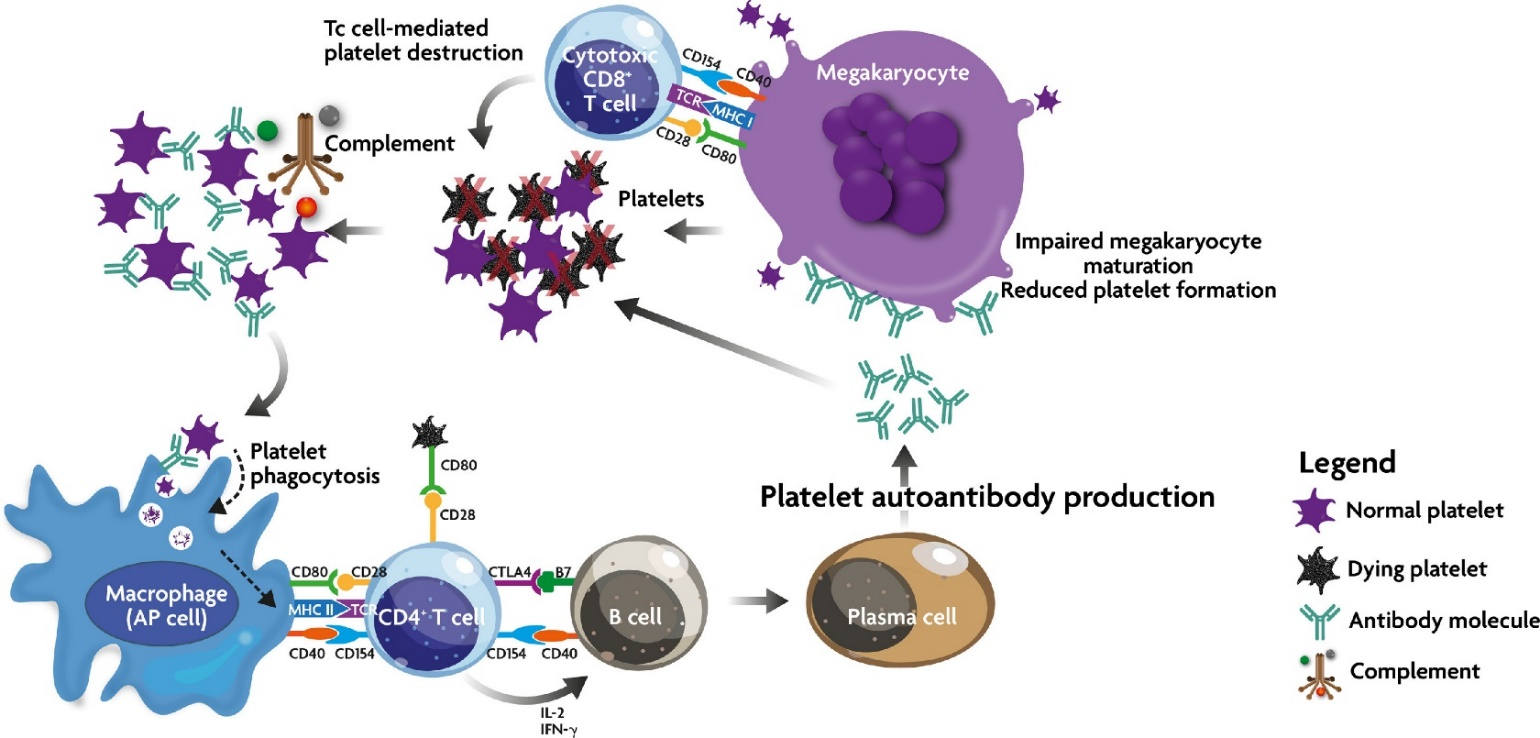 Tc cell-mediated
platelet destruction
Cytotoxic
CD8⁺
T cell
CD154
CD40
TCR
MHC I
CD28
CD80
Megakaryocyte
Complement
Platelets
Impaired megakaryocyte
maturation
Reduced platelet formation
Platelet
phagocytosis
CD80
CD28
Platelet autoantibody production
Macrophage
(AP cell)
CD80
CD28
MHC II
TCR
CD40
CD154
CD4⁺ T cell
CTLA4
B7
CD154
CD40
B cell
Plasma cell
IL-2
IFN-γ
Legend
Normal platelet
Dying platelet
Antibody molecule
Complement